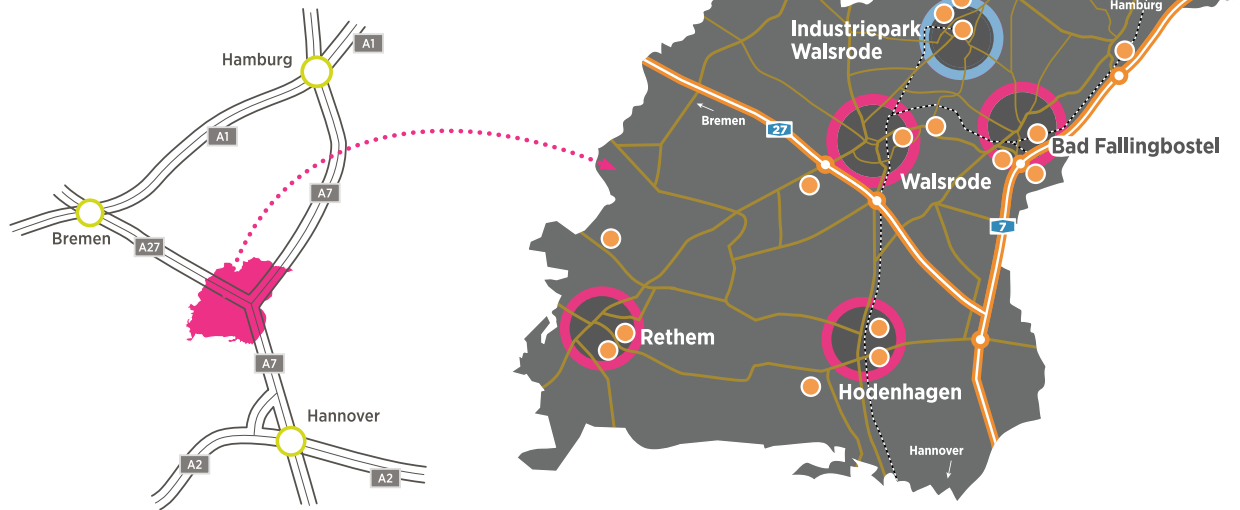 A1
Hamburg
A1
A7
Bremen
A27
A7
Hannover
A2
A2
Hamburg
Industriepark
Walsrode
Bremen
27
Bad Fallingbostel
Walsrode
7
Rethem
Hodenhagen
Hannover